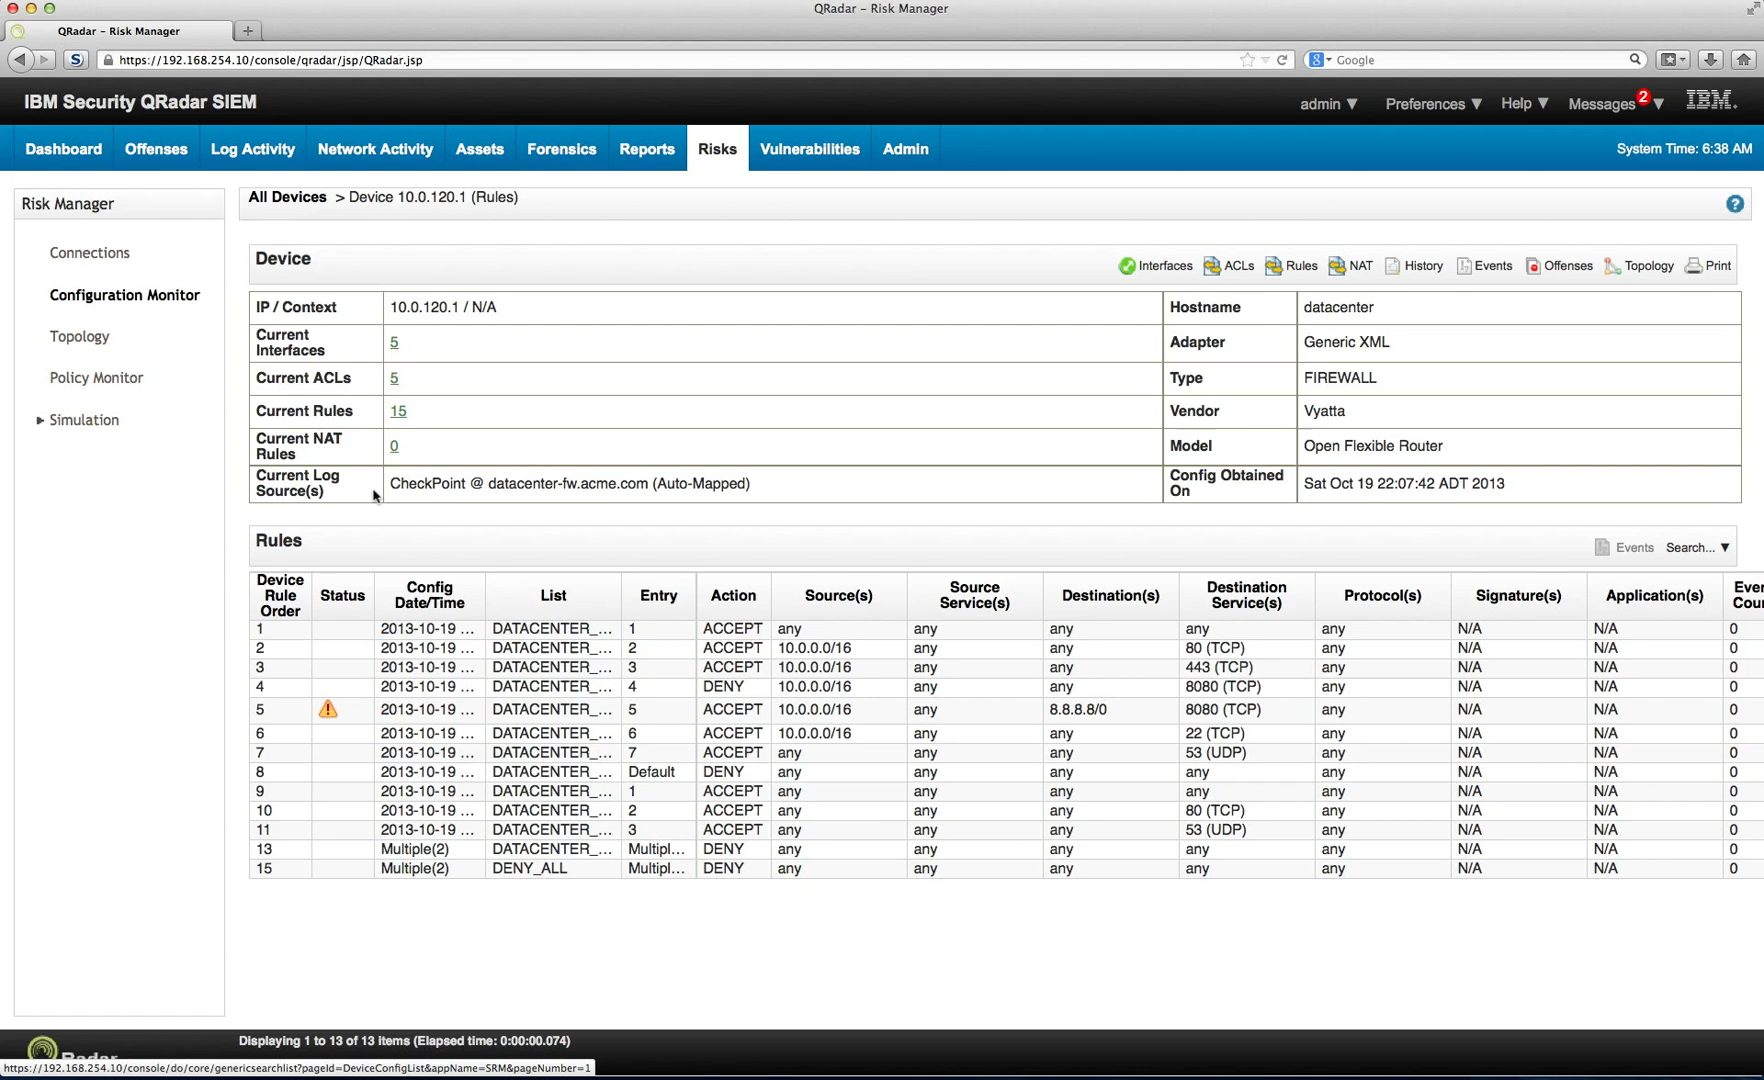 QRadar – Risk Manager
QRadar – Risk Manager
https://192.168.254.10/console/qradar/jsp/QRadar.jsp
Google
IBM Security QRadar SIEM
admin ▼ Preferences ▼ Help ▼ Messages 2 ▼ IBM.
Dashboard Offenses Log Activity Network Activity Assets Forensics Reports Risks Vulnerabilities Admin System Time: 6:38 AM
Risk Manager
Connections
Configuration Monitor
Topology
Policy Monitor
Simulation
All Devices > Device 10.0.120.1 (Rules)
Device
Interfaces ACLs Rules NAT History Events Offenses Topology Print
IP / Context 10.0.120.1 / N/A Hostname datacenter
Current Interfaces 5 Adapter Generic XML
Current ACLs 5 Type FIREWALL
Current Rules 15 Vendor Vyatta
Current NAT Rules 0 Model Open Flexible Router
Current Log Source(s) CheckPoint @ datacenter-fw.acme.com (Auto-Mapped) Config Obtained On Sat Oct 19 22:07:42 ADT 2013
Rules
Events Search... ▼
Device Rule Order Status Config Date/Time List Entry Action Source(s) Source Service(s) Destination(s) Destination Service(s) Protocol(s) Signature(s) Application(s)
1 2013-10-19 ... DATACENTER_... 1 ACCEPT any any any any any N/A N/A 0
2 2013-10-19 ... DATACENTER_... 2 ACCEPT 10.0.0.0/16 any any 80 (TCP) any N/A N/A 0
3 2013-10-19 ... DATACENTER_... 3 ACCEPT 10.0.0.0/16 any any 443 (TCP) any N/A N/A 0
4 2013-10-19 ... DATACENTER_... 4 DENY 10.0.0.0/16 any any 8080 (TCP) any N/A N/A 0
5 2013-10-19 ... DATACENTER_... 5 ACCEPT 10.0.0.0/16 any 8.8.8.8/0 8080 (TCP) any N/A N/A 0
6 2013-10-19 ... DATACENTER_... 6 ACCEPT 10.0.0.0/16 any any 22 (TCP) any N/A N/A 0
7 2013-10-19 ... DATACENTER_... 7 ACCEPT any any any 53 (UDP) any N/A N/A 0
8 2013-10-19 ... DATACENTER_... Default DENY any any any any any N/A N/A 0
9 2013-10-19 ... DATACENTER_... 1 ACCEPT any any any any any N/A N/A 0
10 2013-10-19 ... DATACENTER_... 2 ACCEPT any any any 80 (TCP) any N/A N/A 0
11 2013-10-19 ... DATACENTER_... 3 ACCEPT any any any 53 (UDP) any N/A N/A 0
13 Multiple(2) DATACENTER_... Multipl... DENY any any any any any N/A N/A 0
15 Multiple(2) DENY_ALL Multipl... DENY any any any any any N/A N/A 0
Displaying 1 to 13 of 13 items (Elapsed time: 0:00:00.074)
https://192.168.254.10/console/do/core/genericsearchlist?pageId=DeviceConfigList&appName=SRM&pageNumber=1